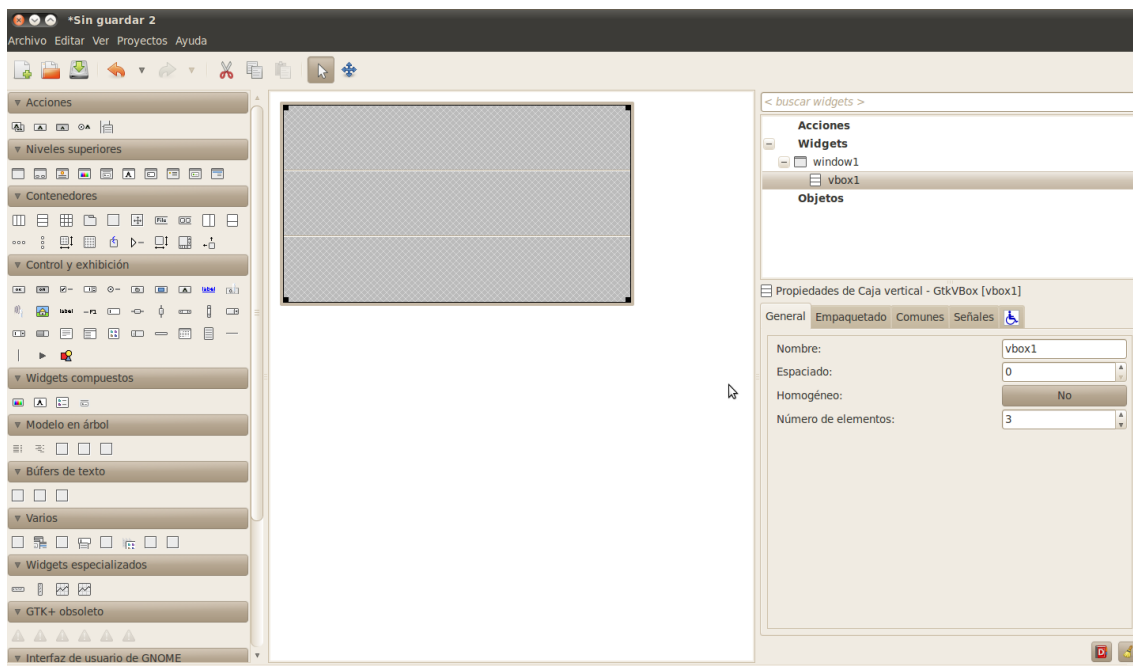 *Sin guardar 2
Archivo Editar Ver Proyectos Ayuda
Acciones
Niveles superiores
Contenedores
Control y exhibición
Widgets compuestos
Modelo en árbol
Búfers de texto
Varios
Widgets especializados
GTK+ obsoleto
Interfaz de usuario de GNOME
< buscar widgets >
Acciones
Widgets
window1
vbox1
Objetos
Propiedades de Caja vertical - GtkVBox [vbox1]
General Empaquetado Comunes Señales
Nombre: vbox1
Espaciado: 0
Homogéneo: No
Número de elementos: 3